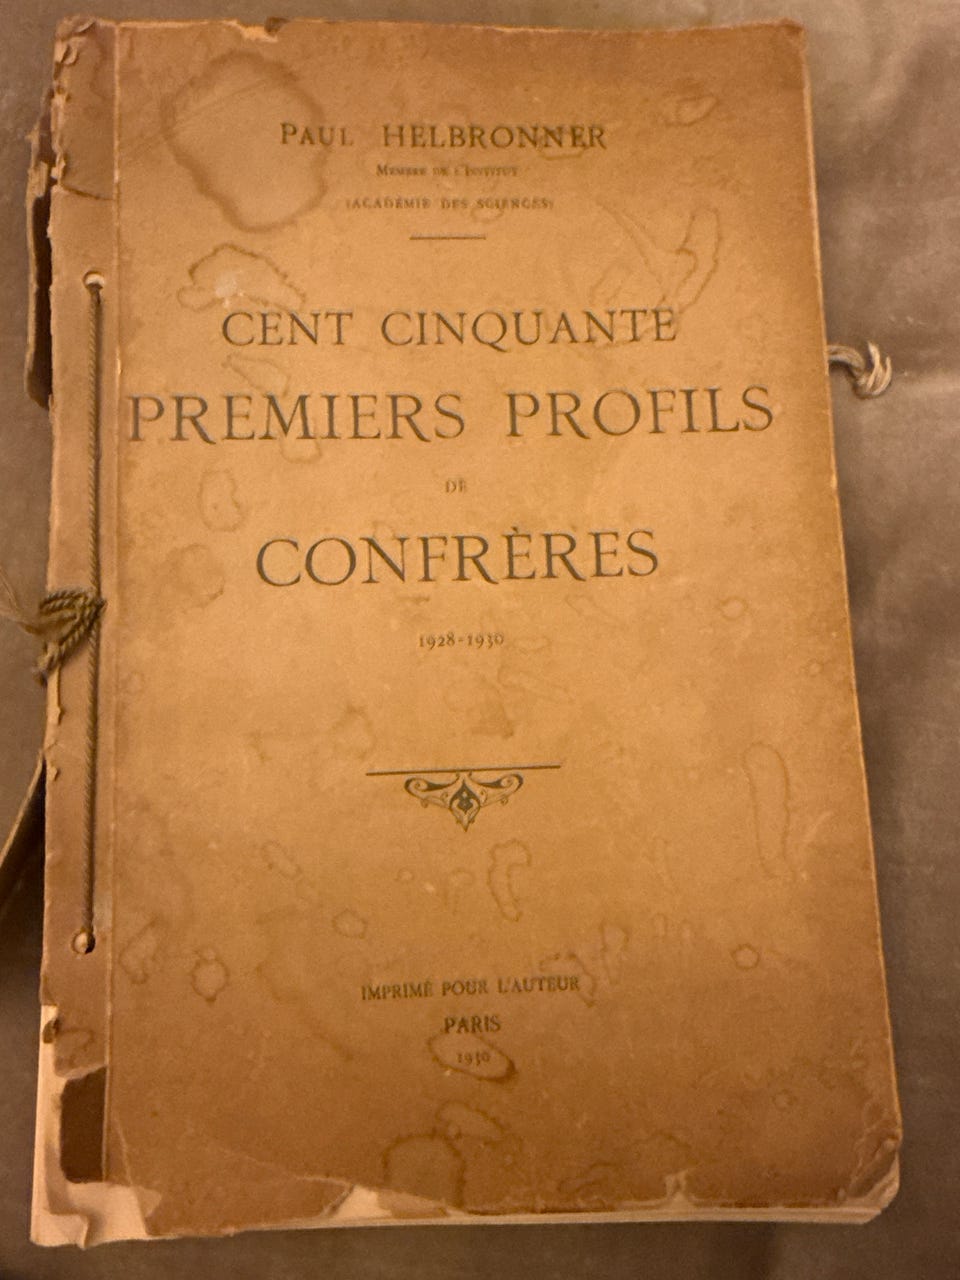 PAUL HELBRONNER
MEMBRE DE L'INSTITUT
(ACADÉMIE DES SCIENCES)
CENT CINQUANTE
PREMIERS PROFILS
DE
CONFRÈRES
1928-1930
IMPRIMÉ POUR L'AUTEUR
PARIS
1930